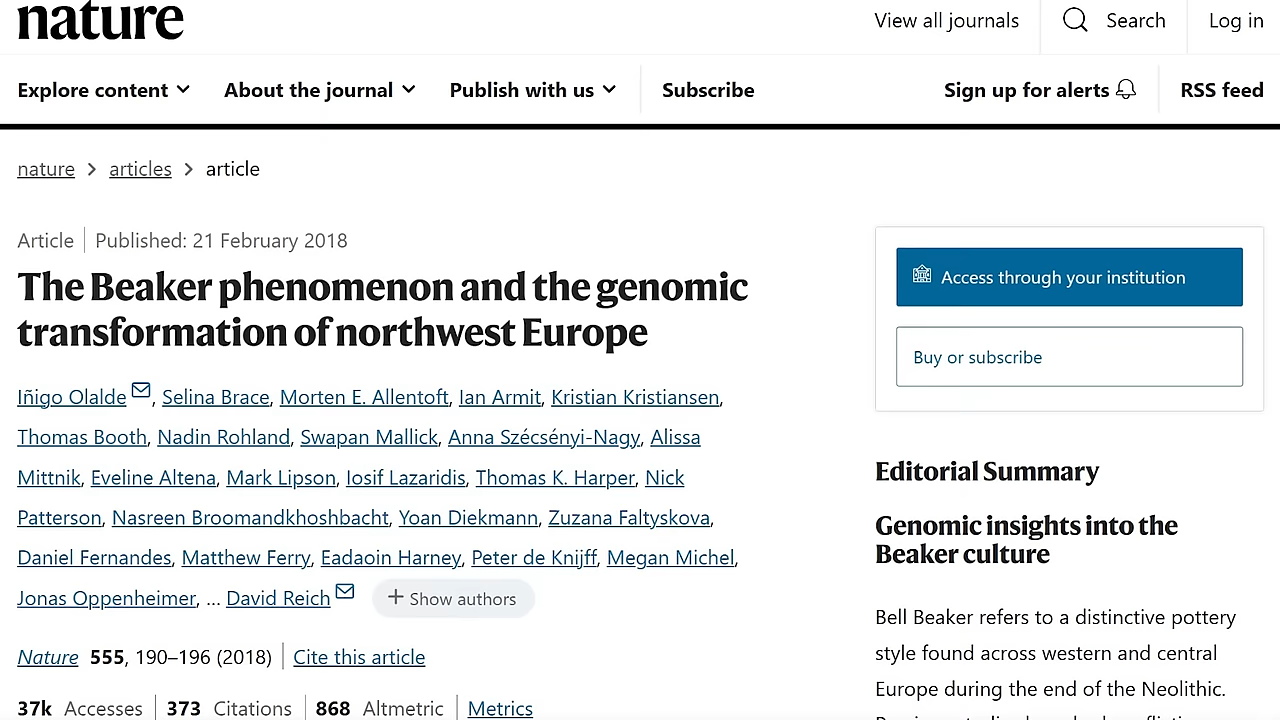 nature
View all journals
Search
Log in
Explore content
About the journal
Publish with us
Subscribe
Sign up for alerts
RSS feed
nature > articles > article
Article | Published: 21 February 2018
The Beaker phenomenon and the genomic
transformation of northwest Europe
Iñigo Olalde, Selina Brace, Morten E. Allentoft, Ian Armit, Kristian Kristiansen,
Thomas Booth, Nadin Rohland, Swapan Mallick, Anna Szécsényi-Nagy, Alissa
Mittnik, Eveline Altena, Mark Lipson, Iosif Lazaridis, Thomas K. Harper, Nick
Patterson, Nasreen Broomandkhoshbacht, Yoan Diekmann, Zuzana Faltyskova,
Daniel Fernandes, Matthew Ferry, Eadaoin Harney, Peter de Knijff, Megan Michel,
Jonas Oppenheimer, ... David Reich + Show authors
Nature 555, 190–196 (2018) | Cite this article
37k Accesses | 373 Citations | 868 Altmetric | Metrics
Access through your institution
Buy or subscribe
Editorial Summary
Genomic insights into the
Beaker culture
Bell Beaker refers to a distinctive pottery
style found across western and central
Europe during the end of the Neolithic.